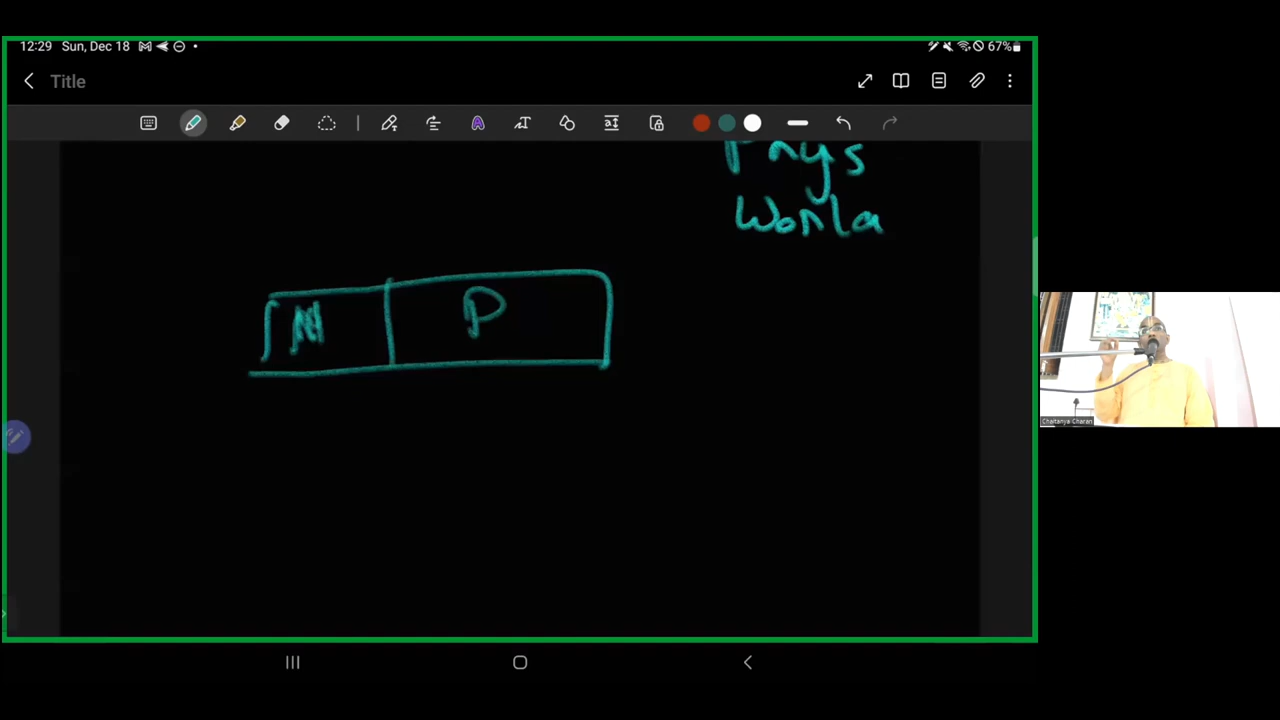 12:29 Sun, Dec 18
67%
Title
Phys
World
M P
Chaitanya Charan